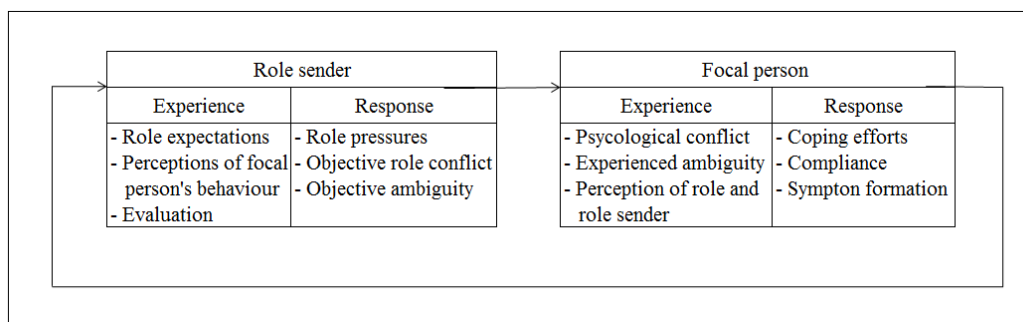 Role sender
Experience
Response
- Role expectations
- Perceptions of focal
person's behaviour
- Evaluation
- Role pressures
- Objective role conflict
- Objective ambiguity
Focal person
Experience
Response
- Psycological conflict
- Experienced ambiguity
- Perception of role and
role sender
- Coping efforts
- Compliance
- Sympton formation